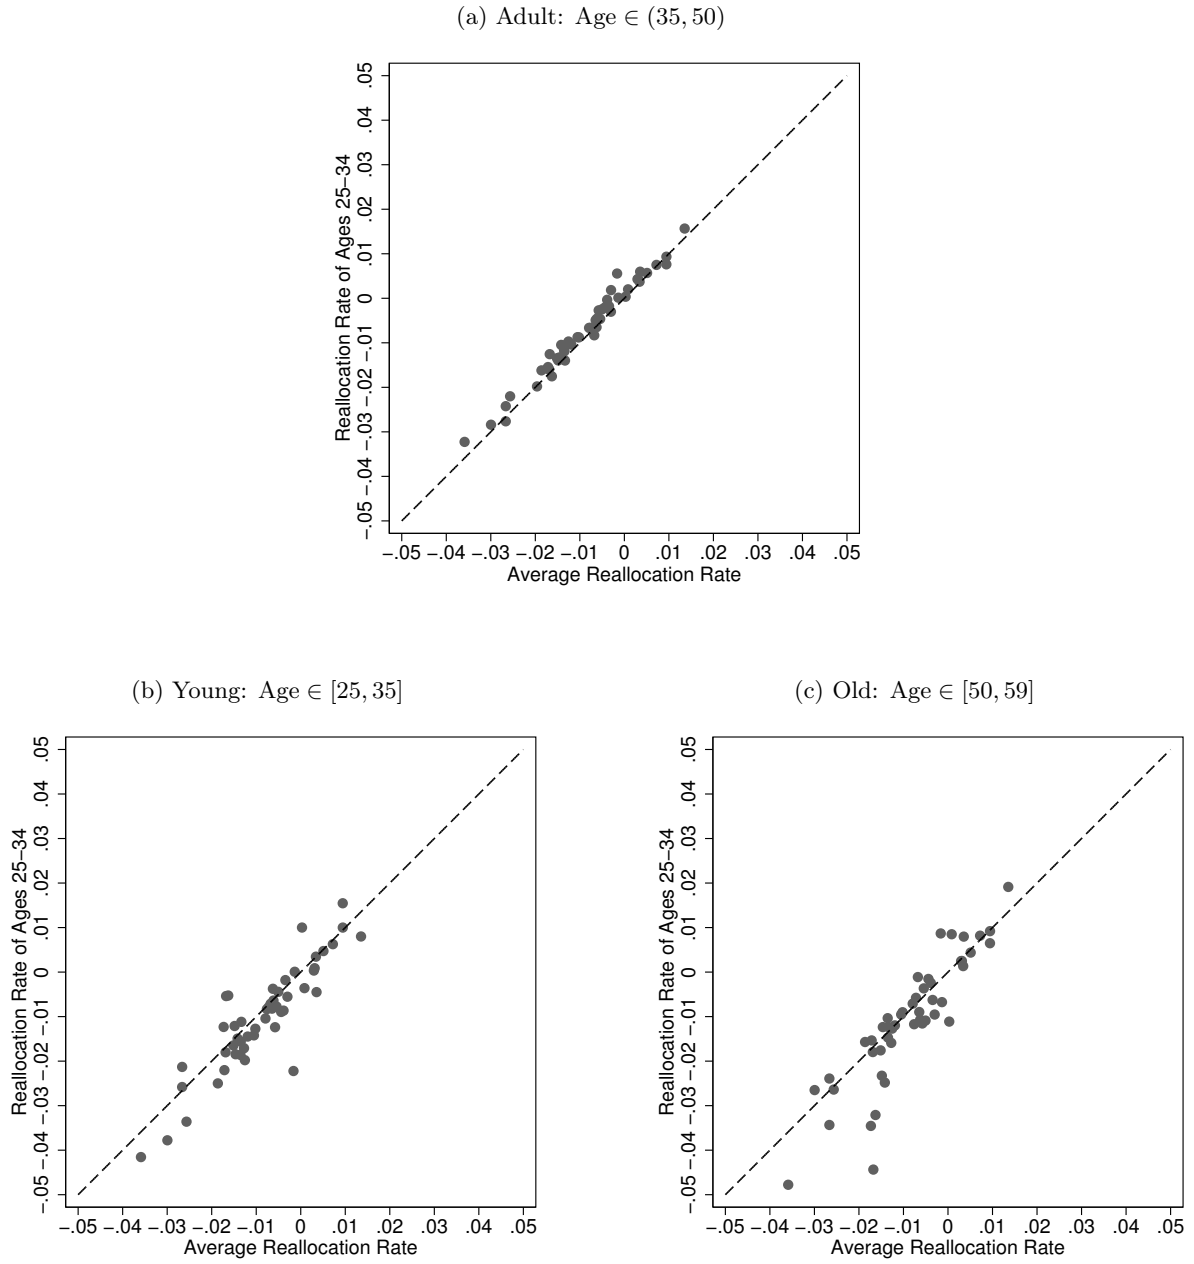 (a) Adult: Age ∈ (35, 50)
Reallocation Rate of Ages 25−34
.05
.04
.03
.02
.01
0
−.01
−.02
−.03
−.04
−.05
−.05 −.04 −.03 −.02 −.01 0 .01 .02 .03 .04 .05
Average Reallocation Rate
(b) Young: Age ∈ [25, 35]
Reallocation Rate of Ages 25−34
.05
.04
.03
.02
.01
0
−.01
−.02
−.03
−.04
−.05
−.05 −.04 −.03 −.02 −.01 0 .01 .02 .03 .04 .05
Average Reallocation Rate
(c) Old: Age ∈ [50, 59]
Reallocation Rate of Ages 25−34
.05
.04
.03
.02
.01
0
−.01
−.02
−.03
−.04
−.05
−.05 −.04 −.03 −.02 −.01 0 .01 .02 .03 .04 .05
Average Reallocation Rate